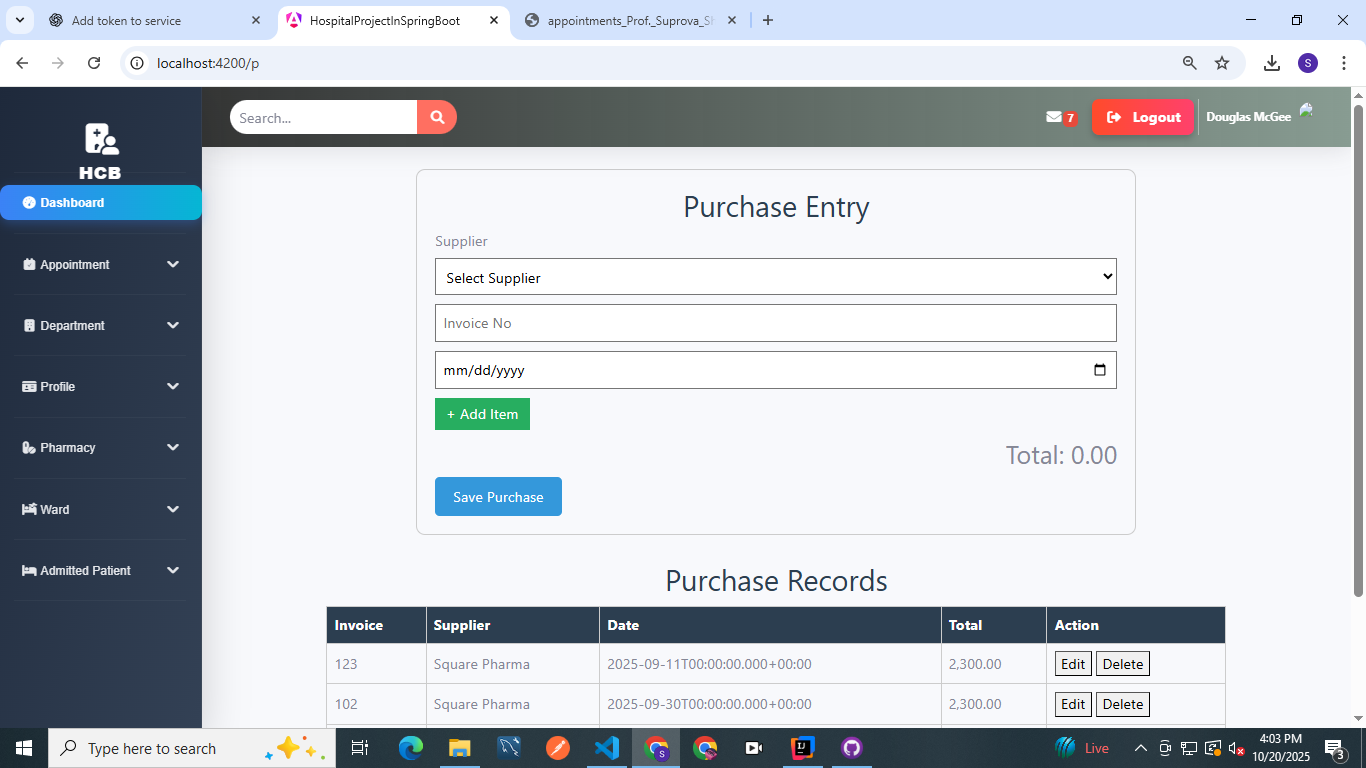 Add token to service
HospitalProjectInSpringBoot
appointments_Prof._Suprova_Sh
localhost:4200/p
S
HCB
Dashboard
Appointment
Department
Profile
Pharmacy
Ward
Admitted Patient
Search...
7
Logout
Douglas McGee
Purchase Entry
Supplier
Select Supplier
Invoice No
mm/dd/yyyy
+ Add Item
Total: 0.00
Save Purchase
Purchase Records
Invoice Supplier Date Total Action
123 Square Pharma 2025-09-11T00:00:00.000+00:00 2,300.00 Edit Delete
102 Square Pharma 2025-09-30T00:00:00.000+00:00 2,300.00 Edit Delete
Type here to search
Live
4:03 PM
10/20/2025
3